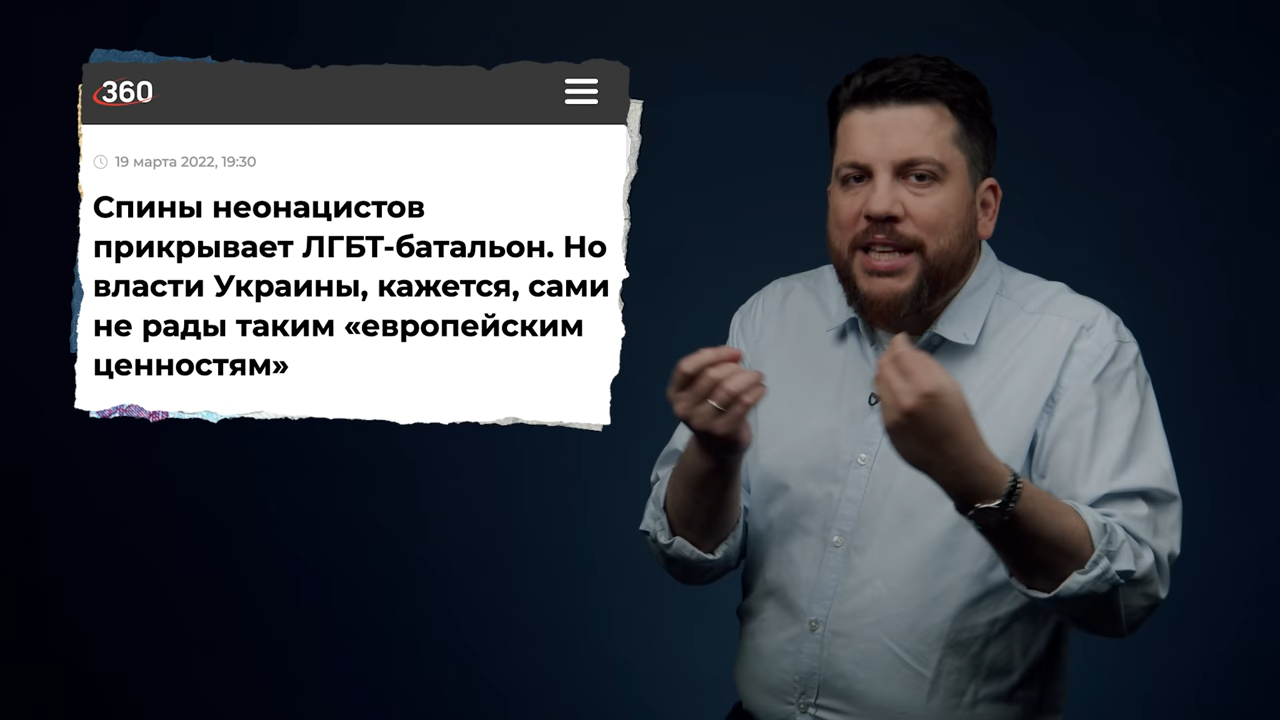 360
19 марта 2022, 19:30
Спины неонацистов
прикрывает ЛГБТ-батальон. Но
власти Украины, кажется, сами
не рады таким «европейским
ценностям»